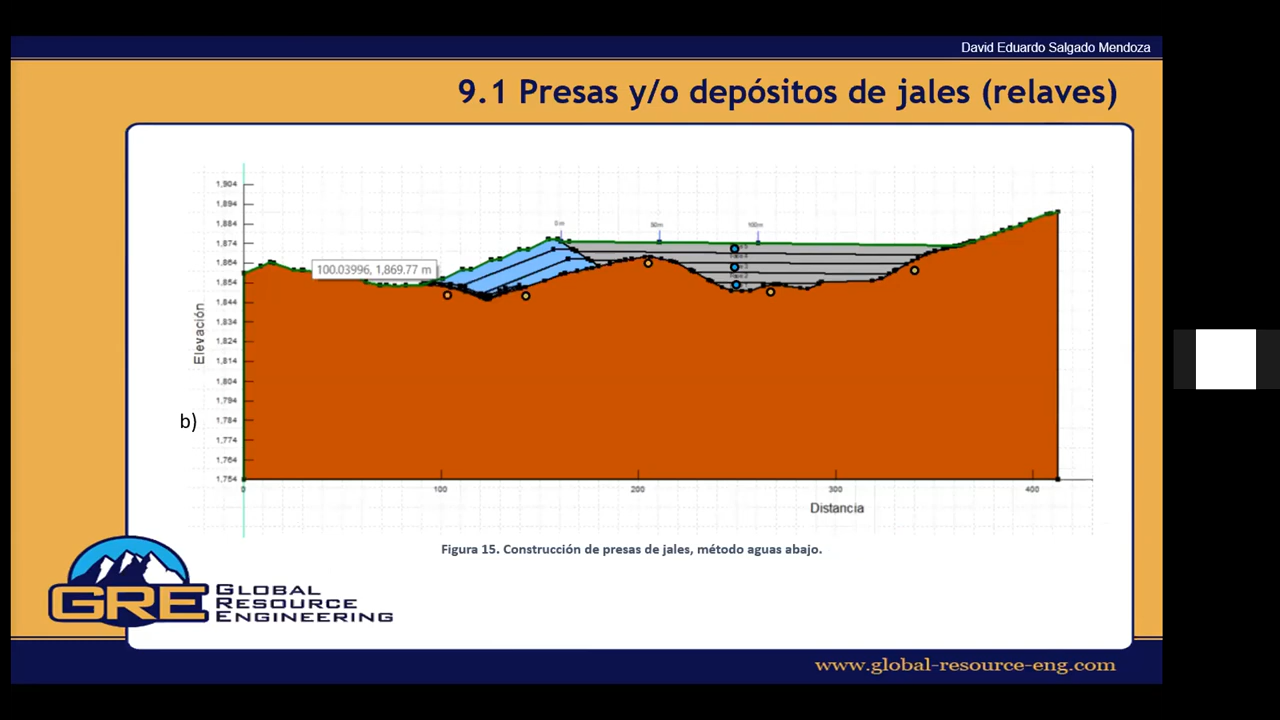 David Eduardo Salgado Mendoza
9.1 Presas y/o depósitos de jales (relaves)
1,904
1,894
1,884
1,874
1,864
1,854
1,844
1,834
1,824
1,814
1,804
1,794
1,784
1,774
1,764
1,754
Elevación
0 m
50m
100m
100.03996, 1,869.77 m
b)
0
100
200
300
400
Distancia
Figura 15. Construcción de presas de jales, método aguas abajo.
GRE
GLOBAL
RESOURCE
ENGINEERING
www.global-resource-eng.com